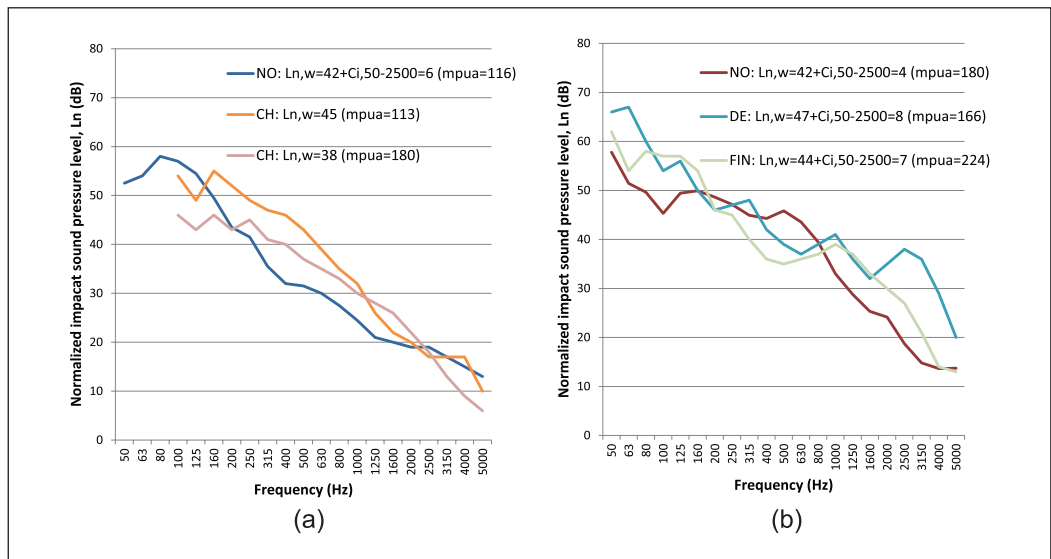 80
70
60
50
40
30
20
10
0
Normalized impacat sound pressure level, Ln (dB)
NO: Ln,w=42+Ci,50-2500=6 (mpua=116)
CH: Ln,w=45 (mpua=113)
CH: Ln,w=38 (mpua=180)
50 63 80 100 125 160 200 250 315 400 500 630 800 1000 1250 1600 2000 2500 3150 4000 5000
Frequency (Hz)
(a)
80
70
60
50
40
30
20
10
0
Normalized impact sound pressure level, Ln (dB)
NO: Ln,w=42+Ci,50-2500=4 (mpua=180)
DE: Ln,w=47+Ci,50-2500=8 (mpua=166)
FIN: Ln,w=44+Ci,50-2500=7 (mpua=224)
50 63 80 100 125 160 200 250 315 400 500 630 800 1000 1250 1600 2000 2500 3150 4000 5000
Frequency (Hz)
(b)